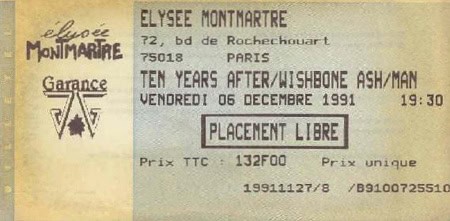 élysée
MONTMARTRE
Garance
ELYSEE MONTMARTRE
72, bd de Rochechouart
75018 PARIS
TEN YEARS AFTER/WISHBONE ASH/MAN
VENDREDI 06 DECEMBRE 1991 19:30
PLACEMENT LIBRE
Prix TTC : 132F00 Prix unique
19911127/8 /B9100725510